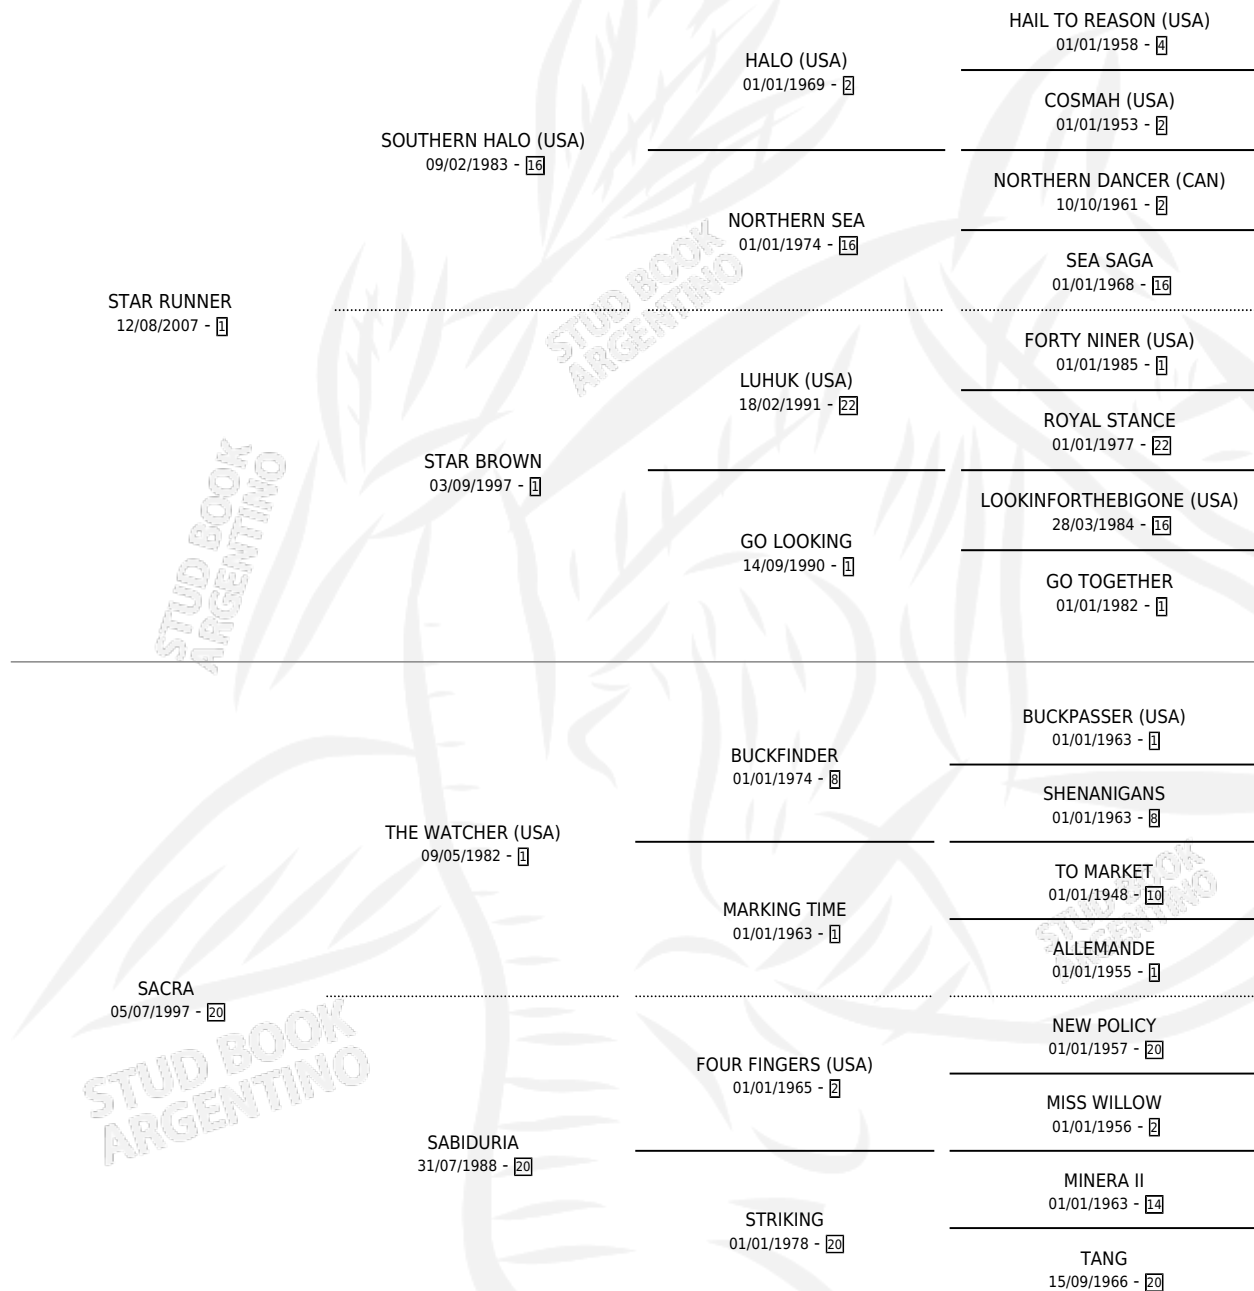 HAIL TO REASON (USA)
01/01/1958 - 4
HALO (USA)
01/01/1969 - 2
COSMAH (USA)
01/01/1953 - 2
SOUTHERN HALO (USA)
09/02/1983 - 16
NORTHERN DANCER (CAN)
10/10/1961 - 2
NORTHERN SEA
01/01/1974 - 16
SEA SAGA
01/01/1968 - 16
STAR RUNNER
12/08/2007 - 1
FORTY NINER (USA)
01/01/1985 - 1
LUHUK (USA)
18/02/1991 - 22
ROYAL STANCE
01/01/1977 - 22
STAR BROWN
03/09/1997 - 1
LOOKINFORTHEBIGONE (USA)
28/03/1984 - 16
GO LOOKING
14/09/1990 - 1
GO TOGETHER
01/01/1982 - 1
BUCKPASSER (USA)
01/01/1963 - 1
BUCKFINDER
01/01/1974 - 8
SHENANIGANS
01/01/1963 - 8
THE WATCHER (USA)
09/05/1982 - 1
TO MARKET
01/01/1948 - 10
MARKING TIME
01/01/1963 - 1
ALLEMANDE
01/01/1955 - 1
SACRA
05/07/1997 - 20
NEW POLICY
01/01/1957 - 20
FOUR FINGERS (USA)
01/01/1965 - 2
MISS WILLOW
01/01/1956 - 2
SABIDURIA
31/07/1988 - 20
MINERA II
01/01/1963 - 14
STRIKING
01/01/1978 - 20
TANG
15/09/1966 - 20
STUD BOOK
ARGENTINO
STUD BOOK
ARGENTINO
STUD BOOK
ARGENTINO
STUD BOOK
ARGENTINO